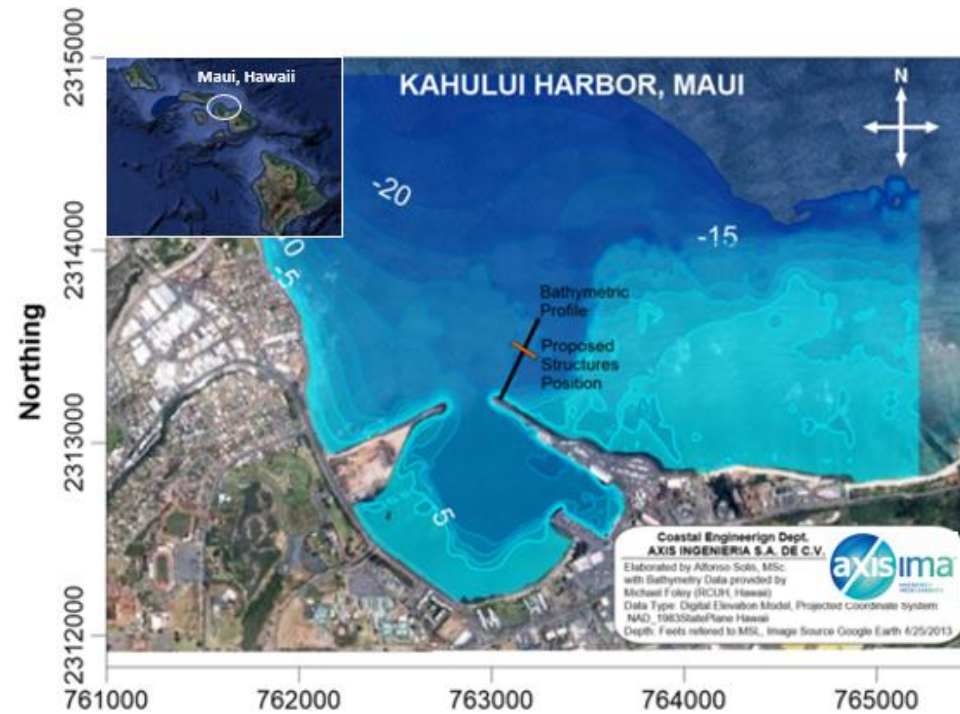 2315000
2314000
2313000
2312000
Northing
Maui, Hawaii
KAHULUI HARBOR, MAUI
N
-20
-15
-5
Bathymetric
Profile
Proposed
Structures
Position
5
Coastal Engineerign Dept.
AXIS INGENIERIA S.A. DE C.V.
Elaborated by Alfonso Solis, MSc.
with Bathymetry Data provided by
Michael Foley (RCUH, Hawaii)
Data Type: Digital Elevation Model, Projected Coordinate System
NAD_1983StatePlane Hawaii
Depth: Feets refered to MSL, Image Source Google Earth 4/25/2013
axis ima
761000
762000
763000
764000
765000